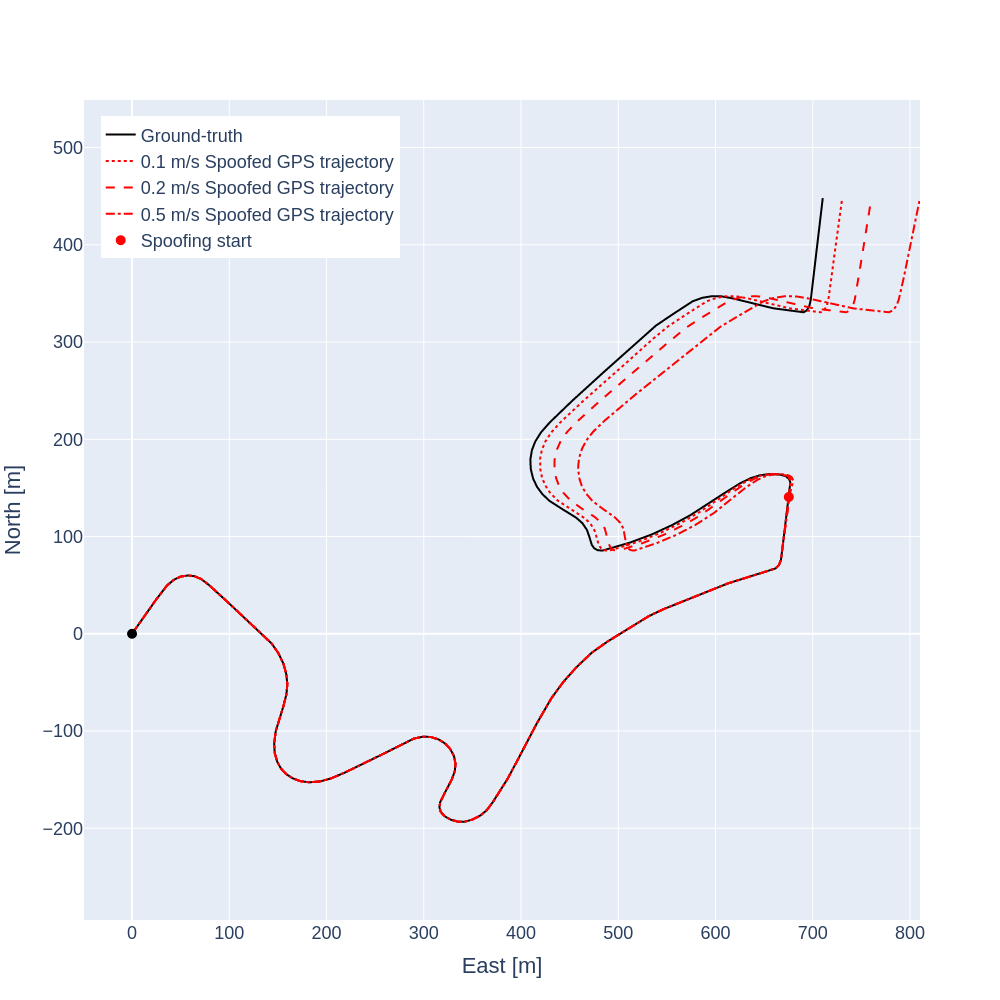 Ground-truth
0.1 m/s Spoofed GPS trajectory
0.2 m/s Spoofed GPS trajectory
0.5 m/s Spoofed GPS trajectory
Spoofing start
500
400
300
200
100
0
−100
−200
North [m]
0 100 200 300 400 500 600 700 800
East [m]